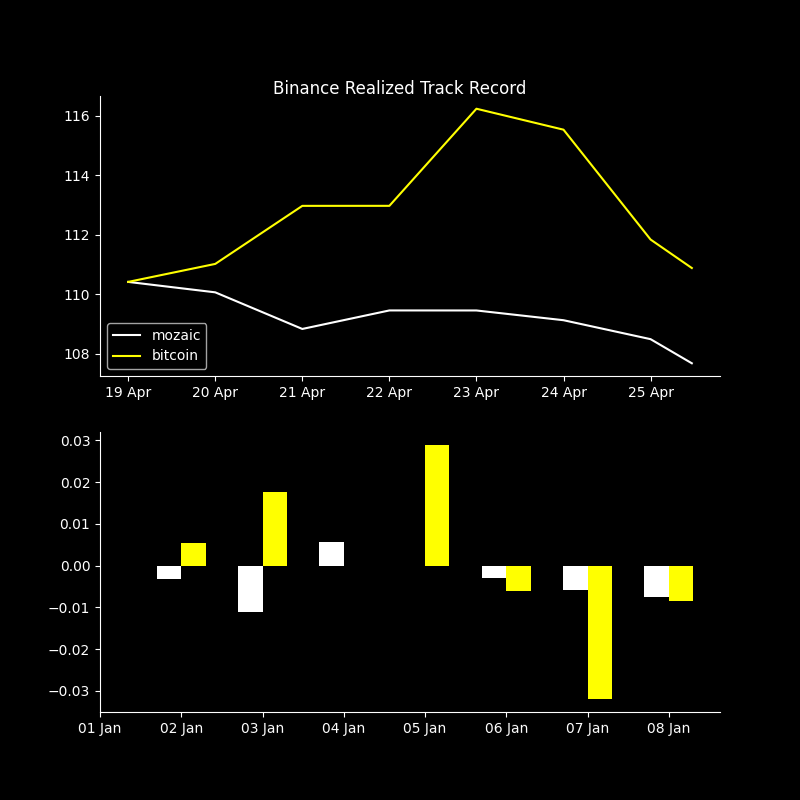 Binance Realized Track Record
116
114
112
110
108
mozaic
bitcoin
19 Apr 20 Apr 21 Apr 22 Apr 23 Apr 24 Apr 25 Apr
0.03
0.02
0.01
0.00
−0.01
−0.02
−0.03
01 Jan 02 Jan 03 Jan 04 Jan 05 Jan 06 Jan 07 Jan 08 Jan